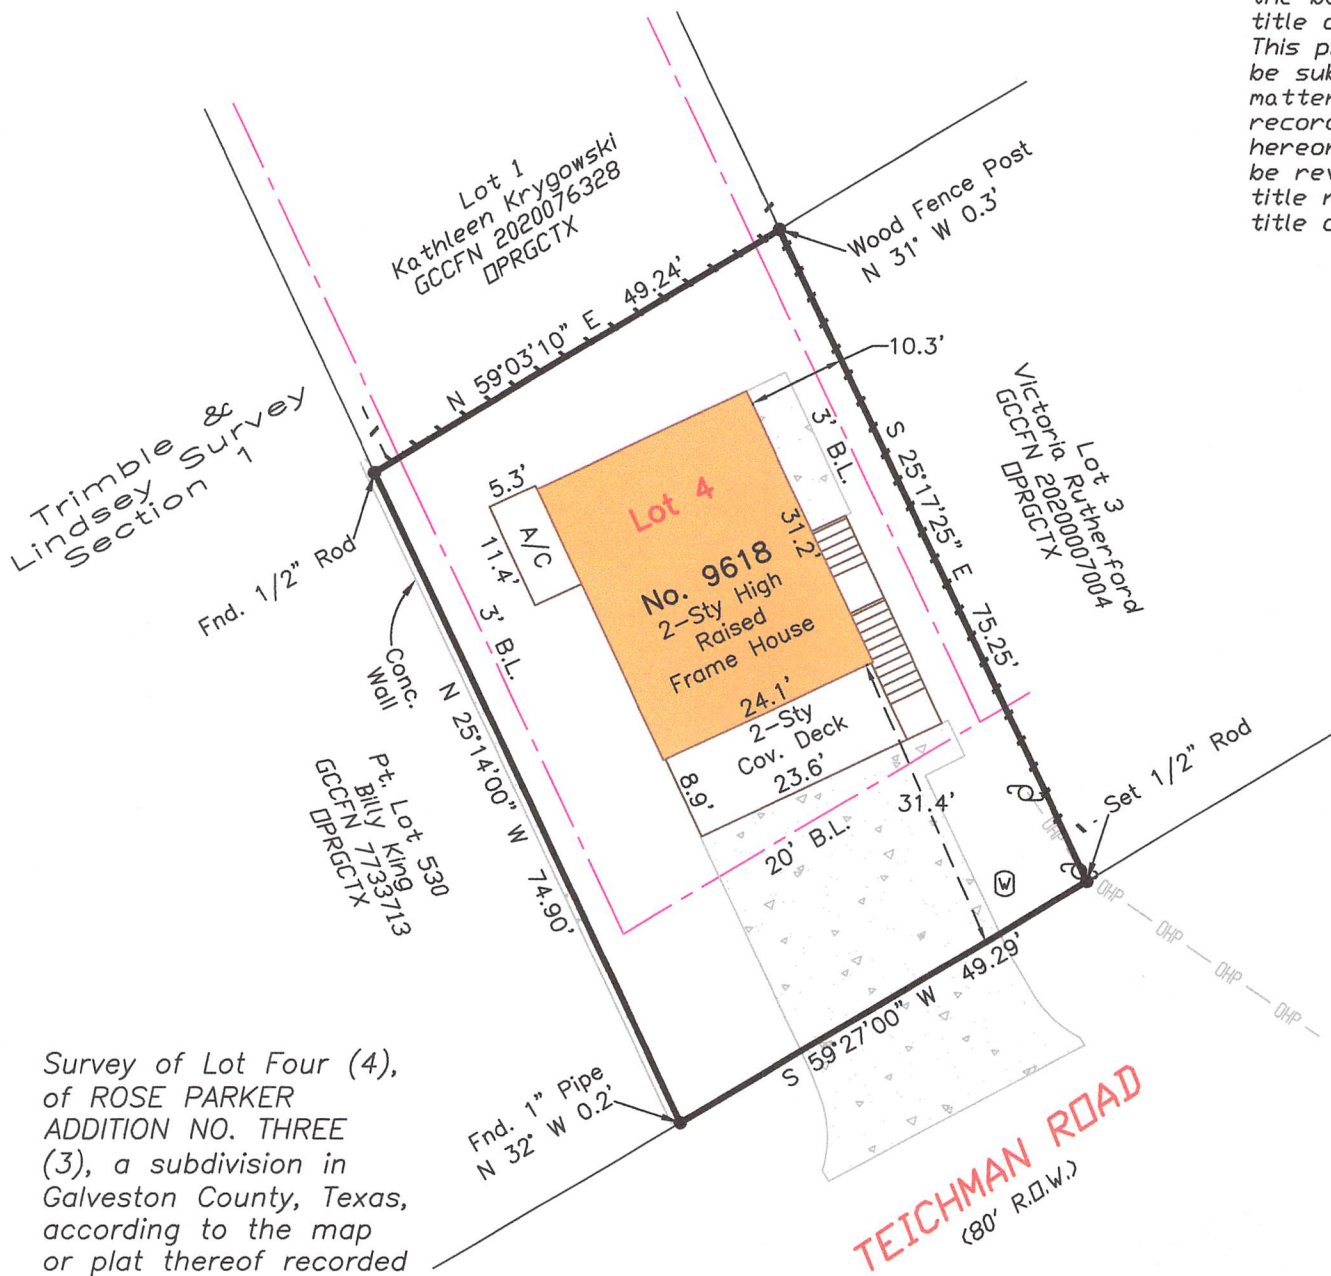 title
This
be
Lot 1
Kathleen Krygowski
GCCFN 2020076328
OPRGCTX
Wood Fence Post
N 31° W 0.3'
be
title
title
N 59°03'10" E 49.24'
10.3'
Trimble &
Lindsey Survey
Section 1
Fnd. 1/2" Rod
Conc.
Wall
3' B.L.
N 25°14'00" W 74.90'
Pt. Lot 530
Billy King
GCCFN 7733713
OPRGCTX
5.3'
11.4'
A/C
Lot 4
No. 9618
2-Sty High
Raised
Frame House
24.1'
31.2'
2-Sty
Cov. Deck
23.6'
8.9'
3' B.L.
S 25°17'25" E 75.25'
Lot 3
Victoria Rutherford
GCCFN 2020007004
OPRGCTX
Set 1/2" Rod
31.4'
20' B.L.
W
OHP
OHP
OHP
OHP
OHP
OHP
S 59°27'00" W 49.29'
Fnd. 1" Pipe
N 32° W 0.2'
TEICHMAN ROAD
(80' R.O.W.)
Survey of Lot Four (4),
of ROSE PARKER
ADDITION NO. THREE
(3), a subdivision in
Galveston County, Texas,
according to the map
or plat thereof recorded